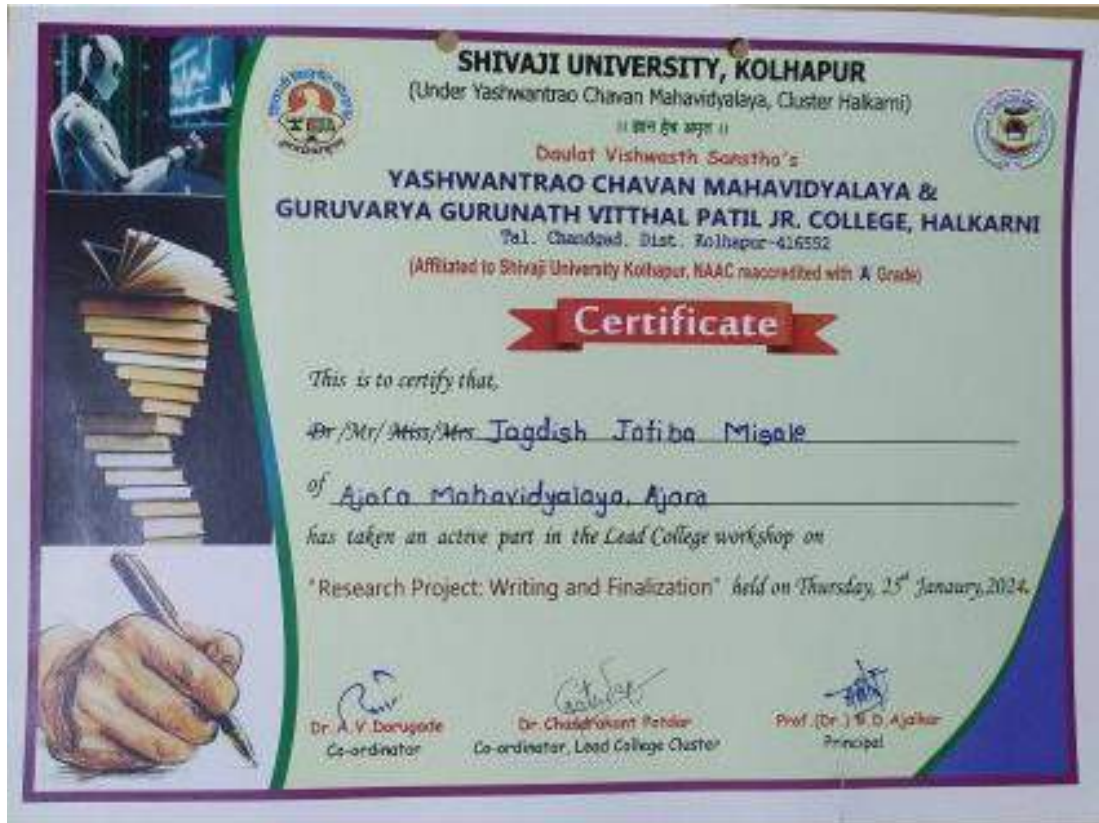 SHIVAJI UNIVERSITY, KOLHAPUR
(Under Yashwantrao Chavan Mahavidyalaya, Cluster Halkarni)
।। ज्ञान हेच अमृत ।।
Daulat Vishwasth Sanstha's
YASHWANTRAO CHAVAN MAHAVIDYALAYA &
GURUVARYA GURUNATH VITTHAL PATIL JR. COLLEGE, HALKARNI
Tal. Chandgad. Dist. Kolhapur-416552
(Affiliated to Shivaji University Kolhapur, NAAC reaccredited with A Grade)
Certificate
This is to certify that,
Dr/Mr/Miss/Mrs Jagdish Jotiba Misale
of Ajara Mahavidyalaya, Ajara
has taken an active part in the Lead College workshop on
"Research Project: Writing and Finalization" held on Thursday, 25th Janaury, 2024.
Dr. A.V. Darugade
Co-ordinator
Dr. Chandrakant Potdar
Co-ordinator, Lead College Cluster
Prof.(Dr.) B.D. Ajalkar
Principal